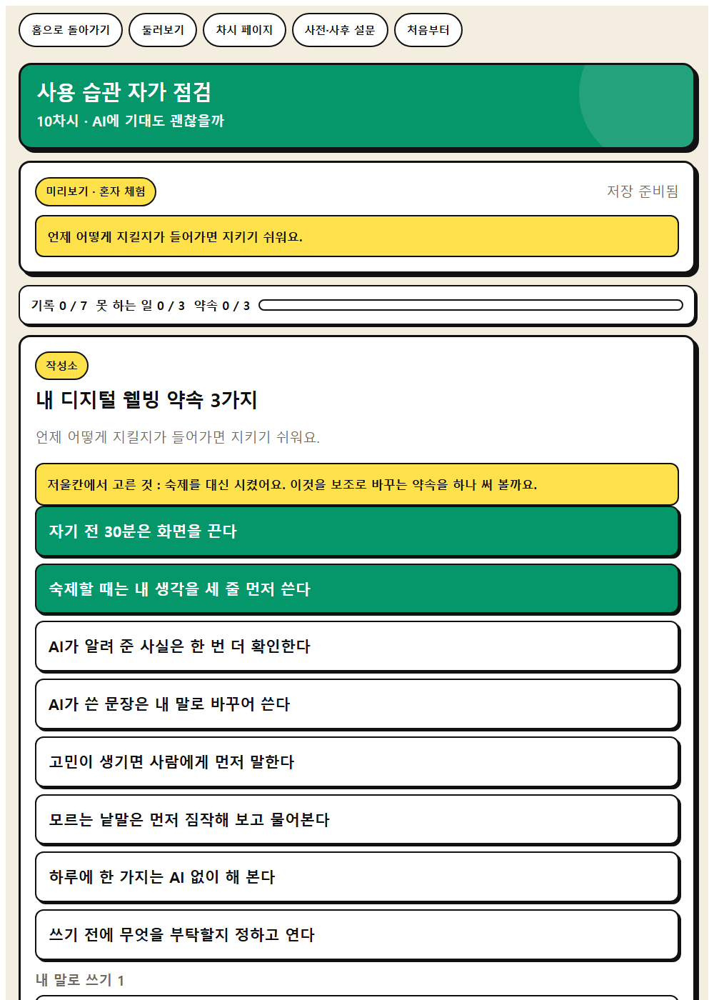 홈으로 돌아가기
둘러보기
차시 페이지
사전·사후 설문
처음부터
사용 습관 자가 점검
10차시 · AI에 기대도 괜찮을까
미리보기 · 혼자 체험
저장 준비됨
언제 어떻게 지킬지가 들어가면 지키기 쉬워요.
기록 0 / 7 못 하는 일 0 / 3 약속 0 / 3
작성소
내 디지털 웰빙 약속 3가지
언제 어떻게 지킬지가 들어가면 지키기 쉬워요.
저울칸에서 고른 것 : 숙제를 대신 시켰어요. 이것을 보조로 바꾸는 약속을 하나 써 볼까요.
자기 전 30분은 화면을 끈다
숙제할 때는 내 생각을 세 줄 먼저 쓴다
AI가 알려 준 사실은 한 번 더 확인한다
AI가 쓴 문장은 내 말로 바꾸어 쓴다
고민이 생기면 사람에게 먼저 말한다
모르는 낱말은 먼저 짐작해 보고 물어본다
하루에 한 가지는 AI 없이 해 본다
쓰기 전에 무엇을 부탁할지 정하고 연다
내 말로 쓰기 1